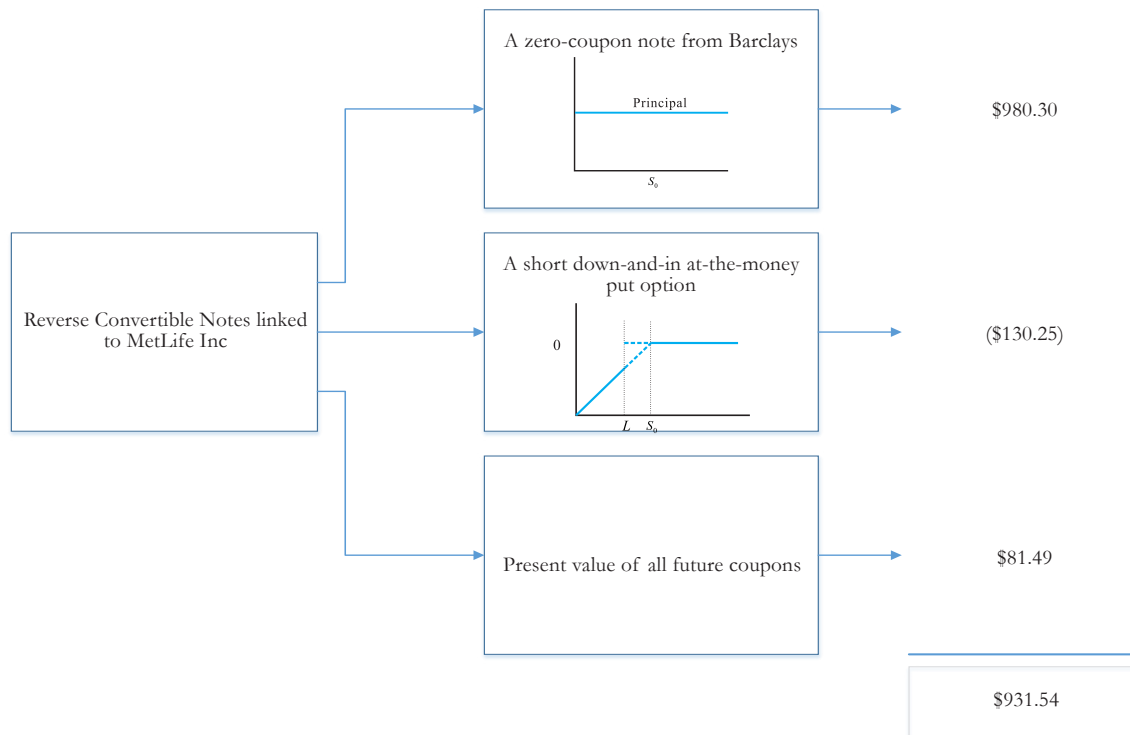 A zero-coupon note from Barclays
Principal
S₀
$980.30
Reverse Convertible Notes linked
to MetLife Inc
A short down-and-in at-the-money
put option
0
L S₀
($130.25)
Present value of all future coupons
$81.49
$931.54